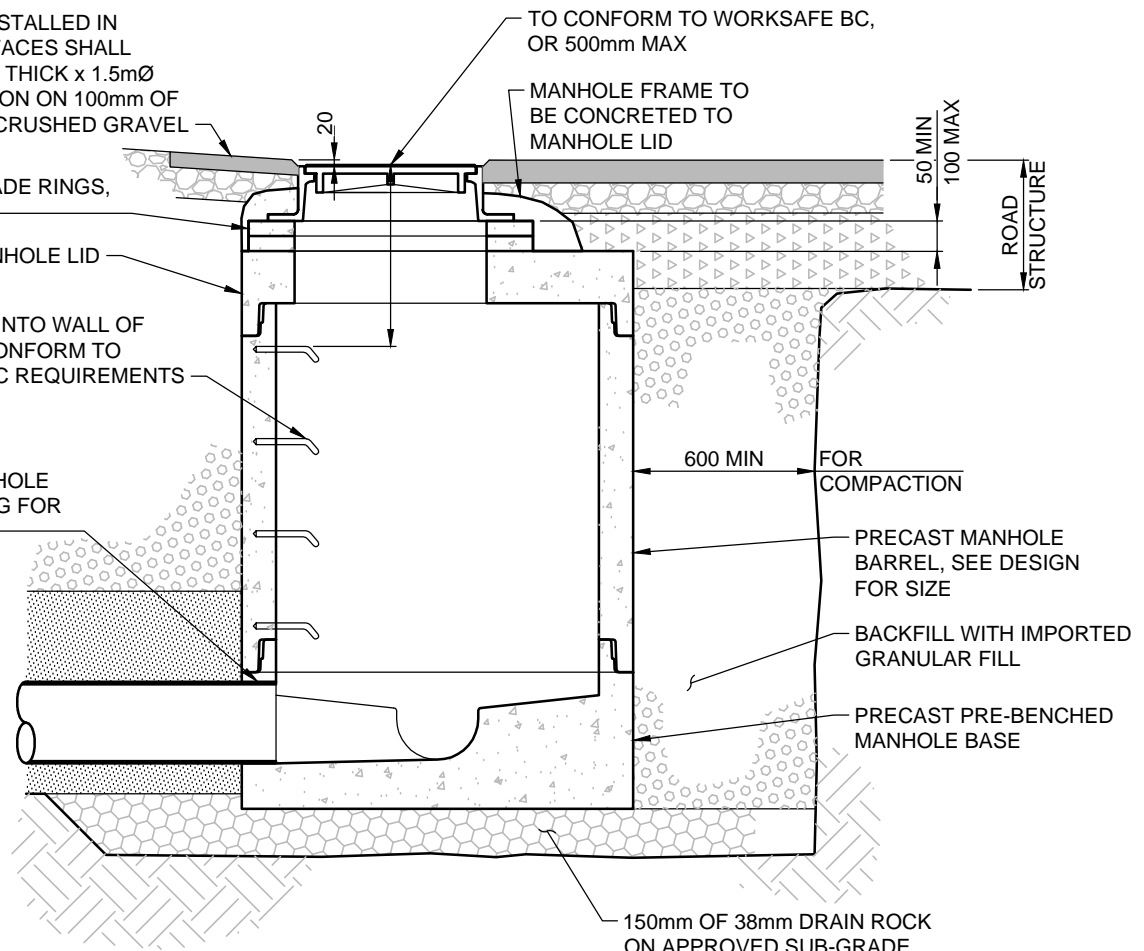 STALLED IN
FACES SHALL
THICK x 1.5mØ
ON ON 100mm OF
CRUSHED GRAVEL
ADE RINGS,
NHOLE LID
INTO WALL OF
CONFORM TO
C REQUIREMENTS
HOLE
G FOR
20
TO CONFORM TO WORKSAFE BC,
OR 500mm MAX
MANHOLE FRAME TO
BE CONCRETED TO
MANHOLE LID
50 MIN
100 MAX
ROAD
STRUCTURE
600 MIN
FOR
COMPACTION
PRECAST MANHOLE
BARREL, SEE DESIGN
FOR SIZE
BACKFILL WITH IMPORTED
GRANULAR FILL
PRECAST PRE-BENCHED
MANHOLE BASE
150mm OF 38mm DRAIN ROCK
ON APPROVED SUB-GRADE